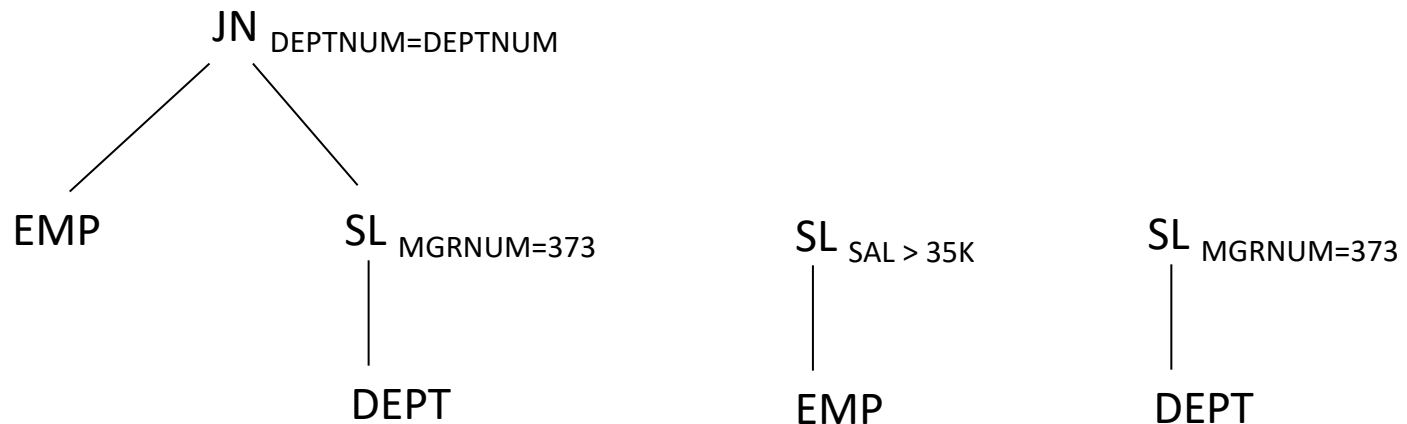 JN DEPTNUM=DEPTNUM
EMP SL MGRNUM=373 SL SAL > 35K SL MGRNUM=373
DEPT EMP DEPT